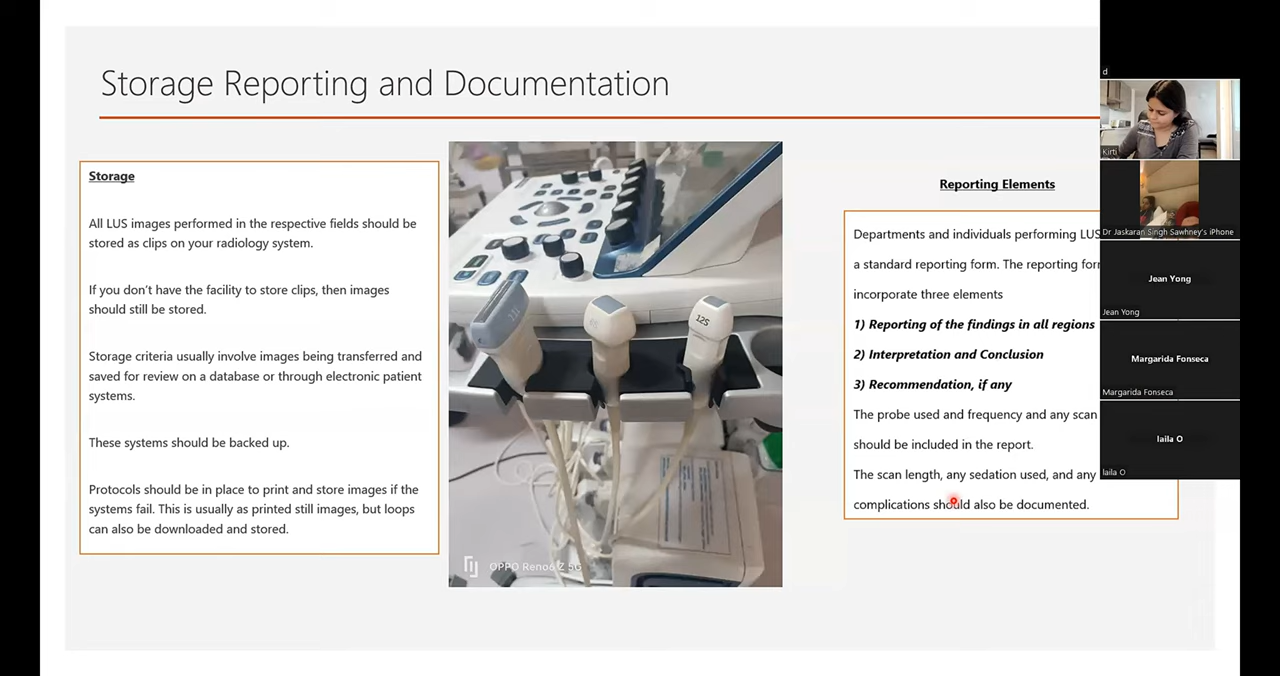 Storage Reporting and Documentation
Storage
All LUS images performed in the respective fields should be
stored as clips on your radiology system.
If you don't have the facility to store clips, then images
should still be stored.
Storage criteria usually involve images being transferred and
saved for review on a database or through electronic patient
systems.
These systems should be backed up.
Protocols should be in place to print and store images if the
systems fail. This is usually as printed still images, but loops
can also be downloaded and stored.
12S
OPPO Reno6 Z 5G
Reporting Elements
Departments and individuals performing LUS
a standard reporting form. The reporting
incorporate three elements
1) Reporting of the findings in all regions
2) Interpretation and Conclusion
3) Recommendation, if any
The probe used and frequency and any scan
should be included in the report.
The scan length, any sedation used, and any
complications should also be documented.
d
Kirti
Dr Jaskaran Singh Sawhney's iPhone
Jean Yong
Jean Yong
Margarida Fonseca
Margarida Fonseca
laila O
laila O